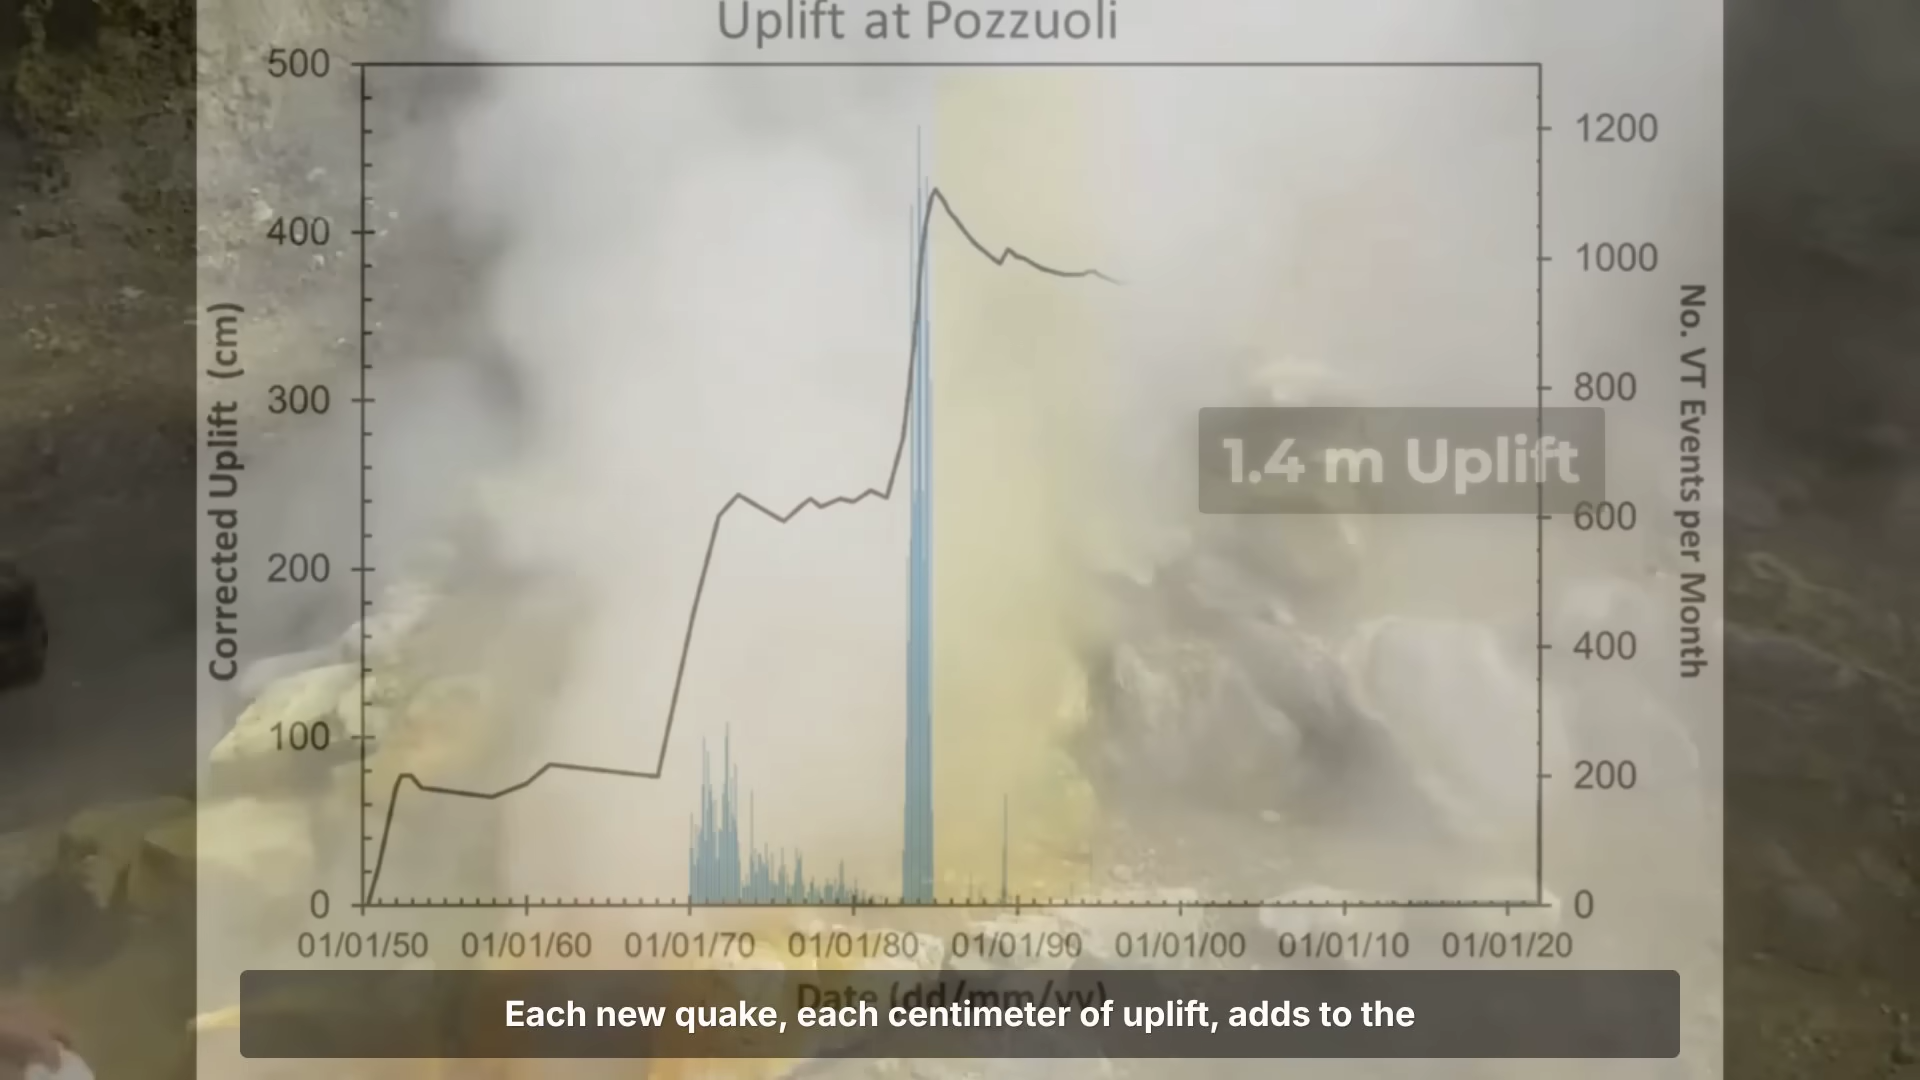 Uplift at Pozzuoli
500
400
300
200
100
0
Corrected Uplift (cm)
1200
1000
800
600
400
200
0
No. VT Events per Month
1.4 m Uplift
01/01/50 01/01/60 01/01/70 01/01/80 01/01/90 01/01/00 01/01/10 01/01/20
Date (dd/mm/yy)
Each new quake, each centimeter of uplift, adds to the